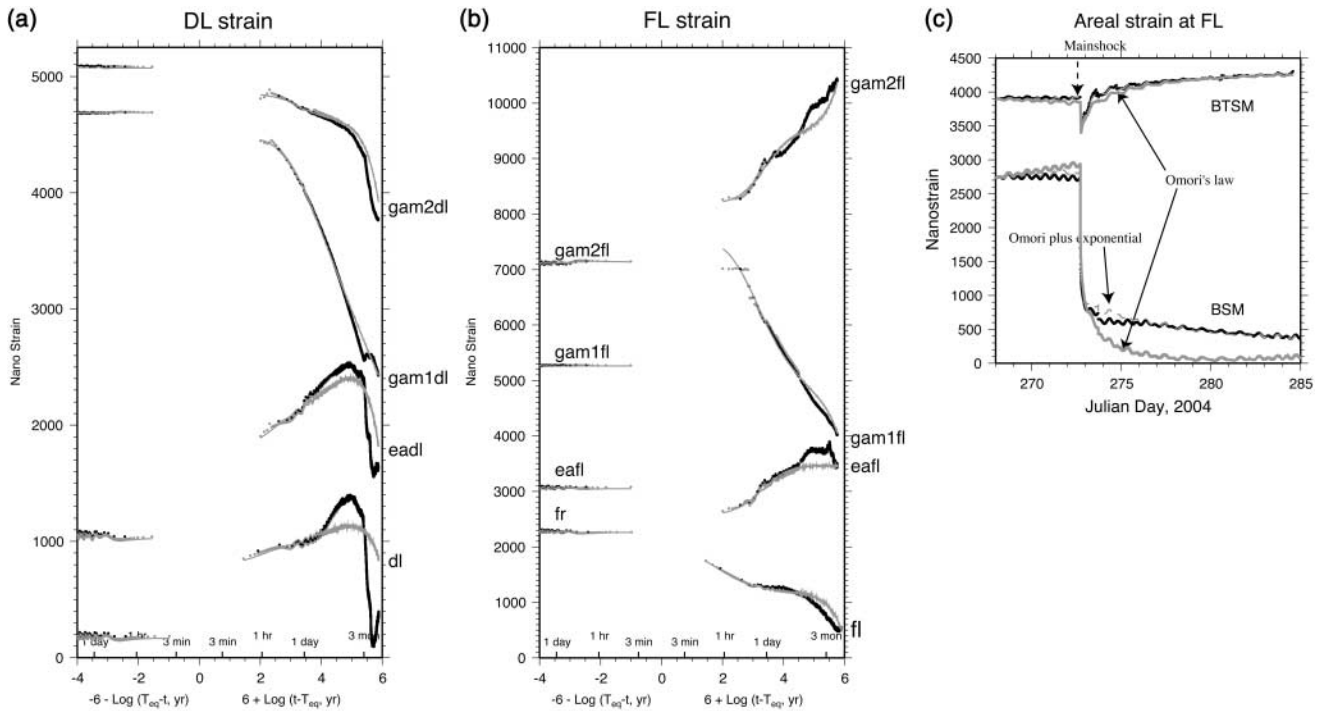 (a)
DL strain
Nano Strain
5000
4000
3000
2000
1000
0
gam2dl
gam1dl
eadl
dl
1 day
1 hr
3 min
3 min
1 hr
1 day
3 mon
-4
-2
0
2
4
6
-6 - Log (Teq-t, yr)
6 + Log (t-Teq, yr)
(b)
FL strain
Nano Strain
11000
10000
9000
8000
7000
6000
5000
4000
3000
2000
1000
0
gam2fl
gam2fl
gam1fl
gam1fl
eafl
eafl
fr
fl
1 day
1 hr
3 min
3 min
1 hr
1 day
3 mon
-4
-2
0
2
4
6
-6 - Log (Teq-t, yr)
6 + Log (t-Teq, yr)
(c)
Areal strain at FL
Mainshock
Nanostrain
4500
4000
3500
3000
2500
2000
1500
1000
500
0
BTSM
Omori's law
Omori plus exponential
BSM
270
275
280
285
Julian Day, 2004